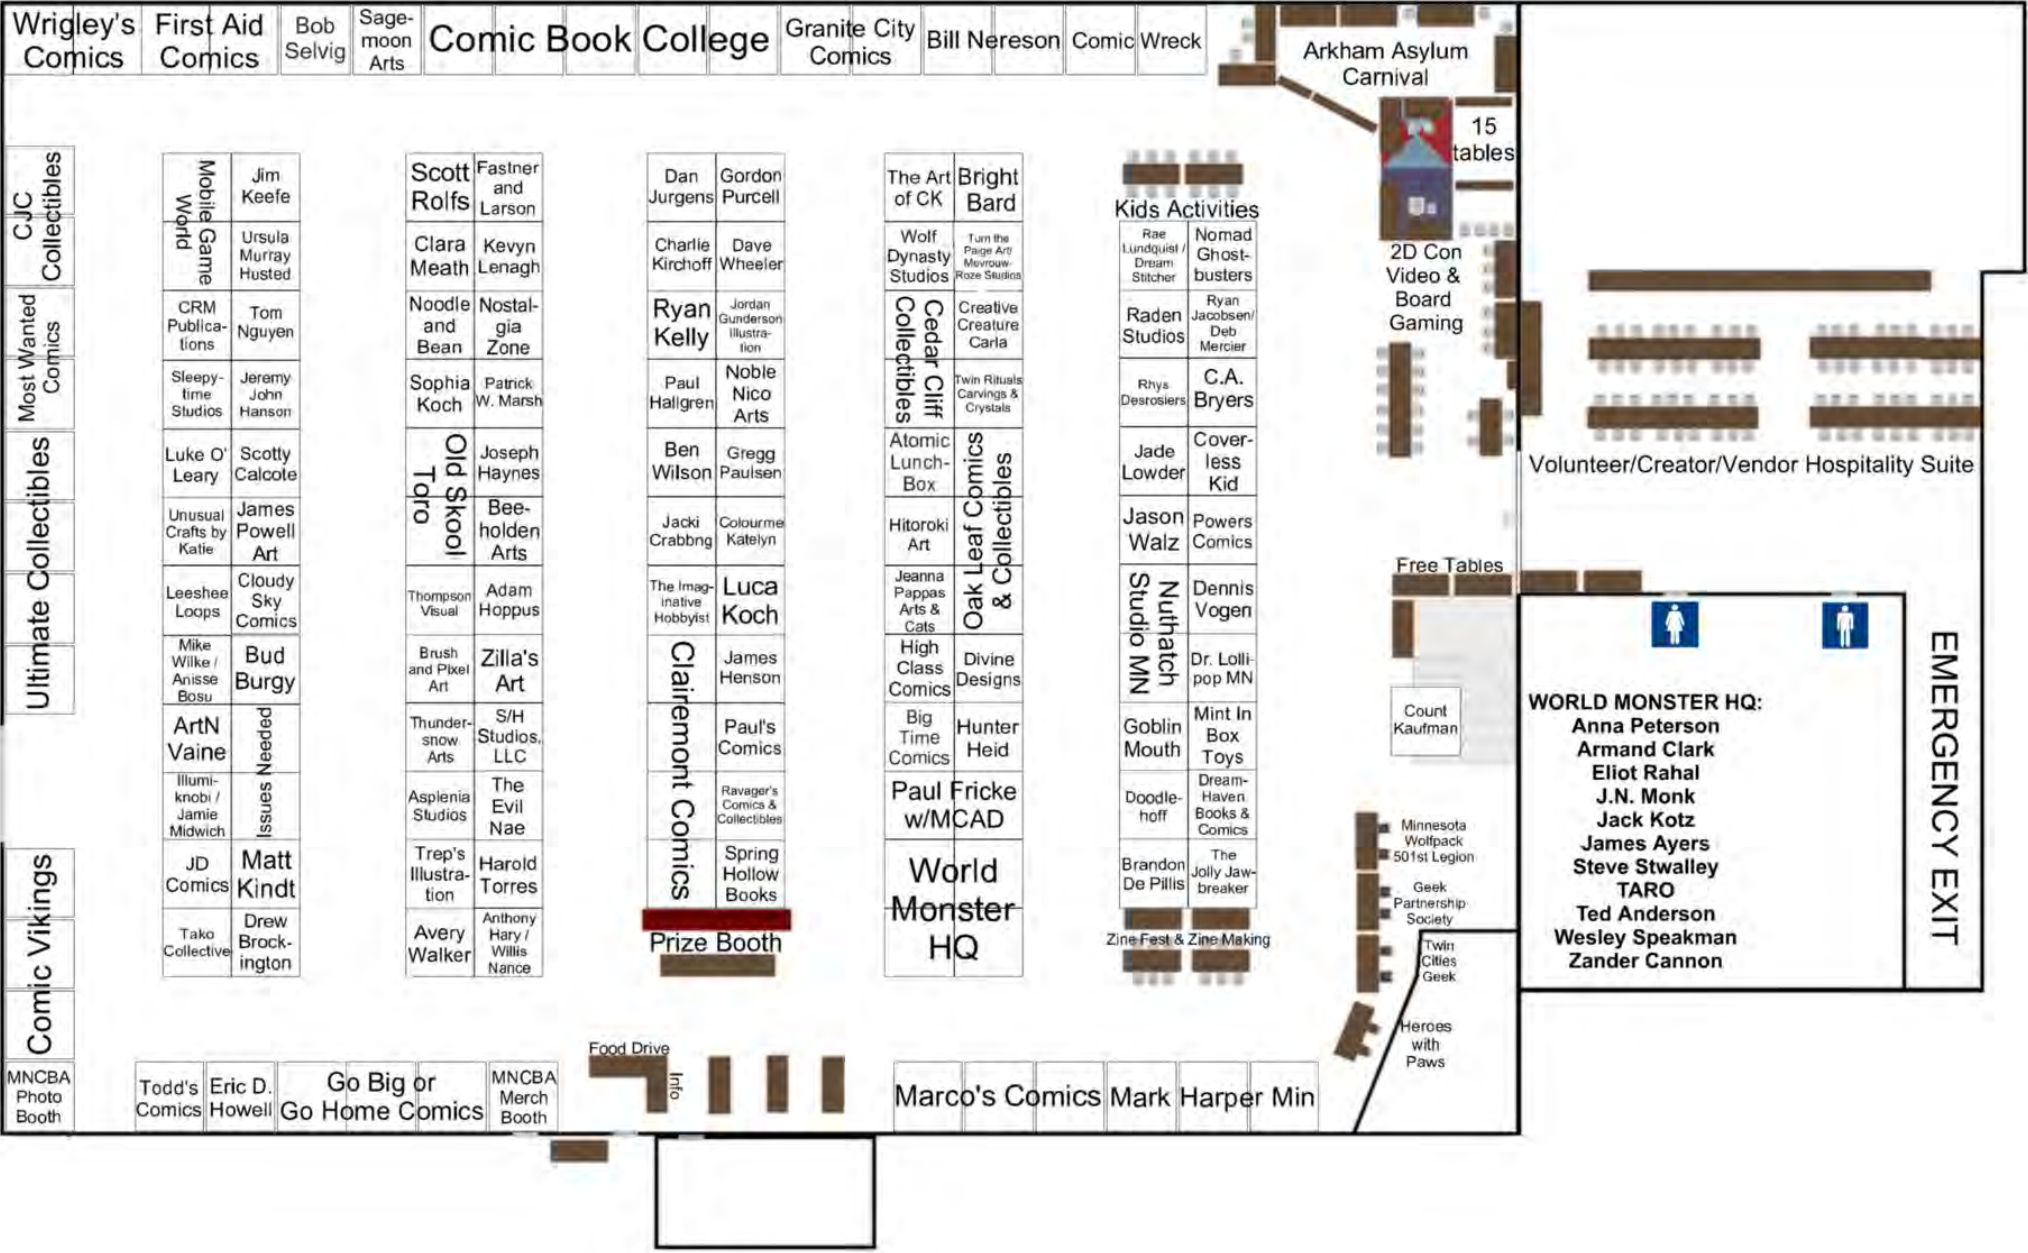 Wrigley's
Comics
First Aid
Comics
Bob
Selvig
Sage-
moon
Arts
Comic Book College
Granite City
Comics
Bill Nereson
Comic Wreck
Arkham Asylum
Carnival
15
tables
2D Con
Video &
Board
Gaming
CJC
Collectibles
Most Wanted
Comics
Ultimate Collectibles
Comic Vikings
MNCBA
Photo
Booth
Mobile Game
World
Jim
Keefe
Ursula
Murray
Husted
CRM
Publica-
tions
Tom
Nguyen
Sleepy-
time
Studios
Jeremy
John
Hanson
Luke O'
Leary
Scotly
Calcote
Unusual
Crafts by
Katie
James
Powell
Art
Leeshee
Loops
Cloudy
Sky
Comics
Mike
Wilke /
Anisse
Bosu
Bud
Burgy
ArtN
Vaine
Issues Needed
Illumi-
knobi /
Jamie
Midwich
JD
Comics
Matt
Kindt
Tako
Collective
Drew
Brock-
ington
Scott
Rolfs
Fastner
and
Larson
Clara
Meath
Kevyn
Lenagh
Noodle
and
Bean
Nostal-
gia
Zone
Sophia
Koch
Patrick
W. Marsh
Old Skool
Toro
Joseph
Haynes
Bee-
holden
Arts
Thompson
Visual
Adam
Hoppus
Brush
and Pixel
Art
Zilla's
Art
Thunder-
snow
Arts
S/H
Studios,
LLC
Asplenia
Studios
The
Evil
Nae
Trep's
Illustra-
tion
Harold
Torres
Avery
Walker
Anthony
Hary /
Willis
Nance
Dan
Jurgens
Gordon
Purcell
Charlie
Kirchoff
Dave
Wheeler
Ryan
Kelly
Jordan
Gunderson
Illustra-
tion
Paul
Hallgren
Noble
Nico
Arts
Ben
Wilson
Gregg
Paulsen
Jacki
Crabbng
Colourme
Katelyn
The Imag-
inative
Hobbyist
Luca
Koch
Clairemont Comics
James
Henson
Paul's
Comics
Ravager's
Comics &
Collectibles
Spring
Hollow
Books
Prize Booth
The Art
of CK
Bright
Bard
Wolf
Dynasty
Studios
Turn the
Paige Art/
Mevrouw-
Roze Studios
Cedar Cliff
Collectibles
Creative
Creature
Carla
Twin Rituals
Carvings &
Crystals
Atomic
Lunch-
Box
Oak Leaf Comics
& Collectibles
Hitoroki
Art
Jeanna
Pappas
Arts &
Cats
High
Class
Comics
Divine
Designs
Big
Time
Comics
Hunter
Heid
Paul Fricke
w/MCAD
World
Monster
HQ
Kids Activities
Rae
Lundquist /
Dream
Stitcher
Nomad
Ghost-
busters
Raden
Studios
Ryan
Jacobsen/
Deb
Mercier
Rhys
Desrosiers
C.A.
Bryers
Jade
Lowder
Cover-
less
Kid
Jason
Walz
Powers
Comics
Nuthatch
Studio MN
Dennis
Vogen
Dr. Lolli-
pop MN
Goblin
Mouth
Mint In
Box
Toys
Doodle-
hoff
Dream-
Haven
Books &
Comics
Brandon
De Pillis
The
Jolly Jaw-
breaker
Zine Fest & Zine Making
Free Tables
Count
Kaufman
Minnesota
Wolfpack
501st Legion
Geek
Partnership
Society
Twin
Cities
Geek
Heroes
with
Paws
Volunteer/Creator/Vendor Hospitality Suite
WORLD MONSTER HQ:
Anna Peterson
Armand Clark
Eliot Rahal
J.N. Monk
Jack Kotz
James Ayers
Steve Stwalley
TARO
Ted Anderson
Wesley Speakman
Zander Cannon
EMERGENCY EXIT
Todd's
Comics
Eric D.
Howell
Go Big or
Go Home Comics
MNCBA
Merch
Booth
Food Drive
Info
Marco's Comics
Mark Harper Min